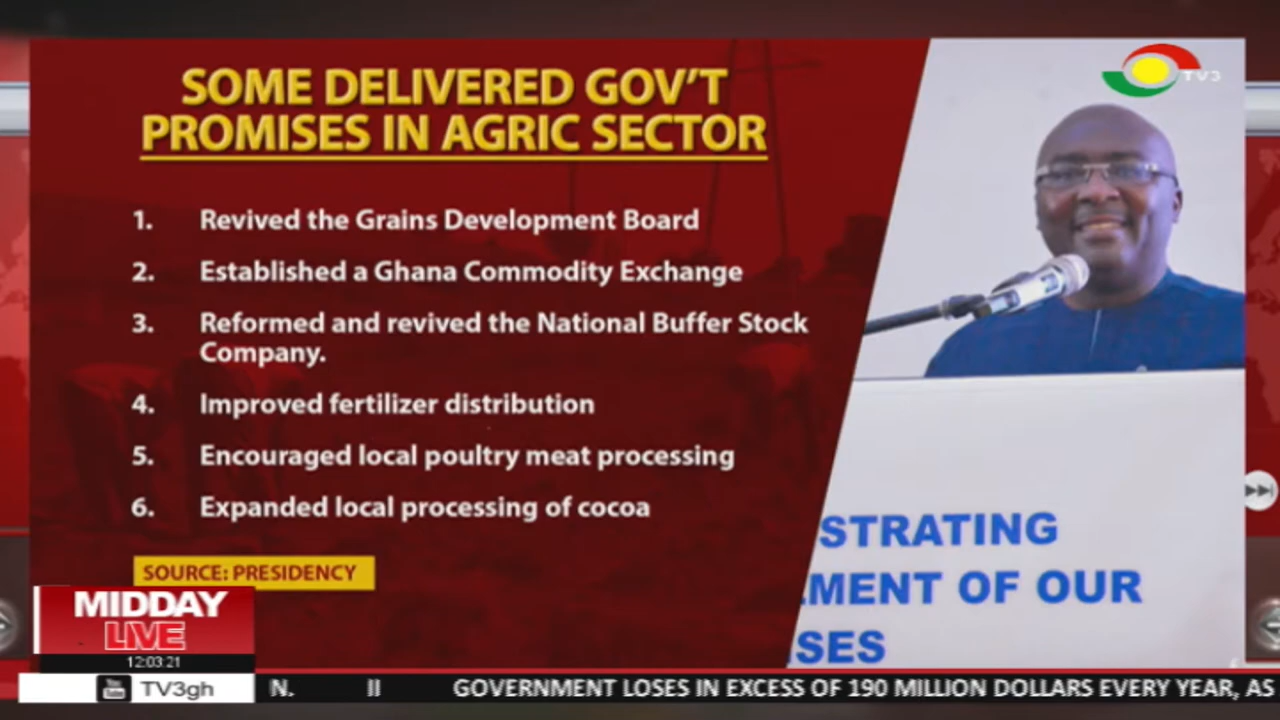 SOME DELIVERED GOV'T
PROMISES IN AGRIC SECTOR
1. Revived the Grains Development Board
2. Established a Ghana Commodity Exchange
3. Reformed and revived the National Buffer Stock
Company.
4. Improved fertilizer distribution
5. Encouraged local poultry meat processing
6. Expanded local processing of cocoa
SOURCE: PRESIDENCY
TV3
STRATING
MENT OF OUR
SES
MIDDAY
LIVE
12:03:21
You Tube TV3gh
N. II GOVERNMENT LOSES IN EXCESS OF 190 MILLION DOLLARS EVERY YEAR, AS